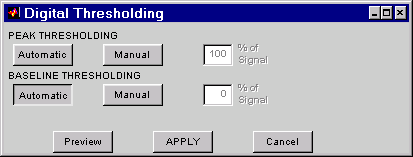 Digital Thresholding
PEAK THRESHOLDING
Automatic Manual 100 % of Signal
BASELINE THRESHOLDING
Automatic Manual 0 % of Signal
Preview APPLY Cancel